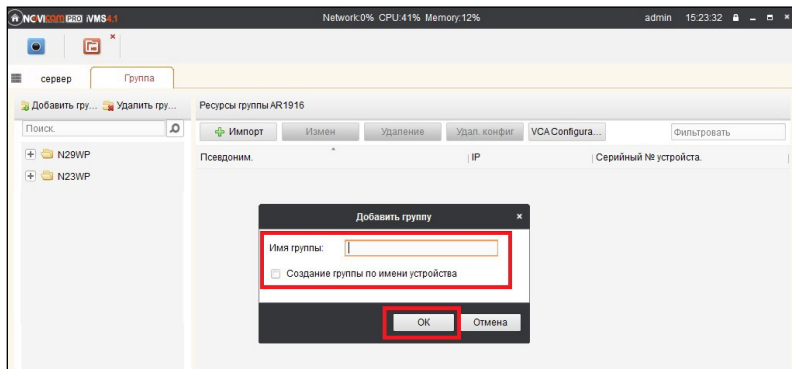 NOVICOM PRO iVMS4.1 Network:0% CPU:41% Memory:12% admin 15:23:32
сервер Группа
Добавить гру... Удалить гру... Ресурсы группы AR1916
Поиск. Импорт Измен Удаление Удал. конфиг VCA Configura... Фильтровать
N29WP Псевдоним. IP Серийный № устройства.
N23WP
Добавить группу
Имя группы:
Создание группы по имени устройства
OK Отмена